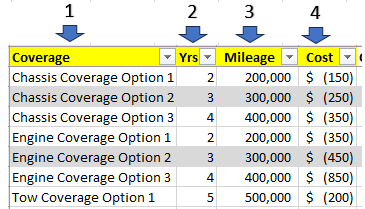 1 2 3 4
Coverage Yrs Mileage Cost
Chassis Coverage Option 1 2 200,000 $ (150)
Chassis Coverage Option 2 3 300,000 $ (250)
Chassis Coverage Option 3 4 400,000 $ (350)
Engine Coverage Option 1 2 200,000 $ (350)
Engine Coverage Option 2 3 300,000 $ (450)
Engine Coverage Option 3 4 400,000 $ (850)
Tow Coverage Option 1 5 500,000 $ (200)